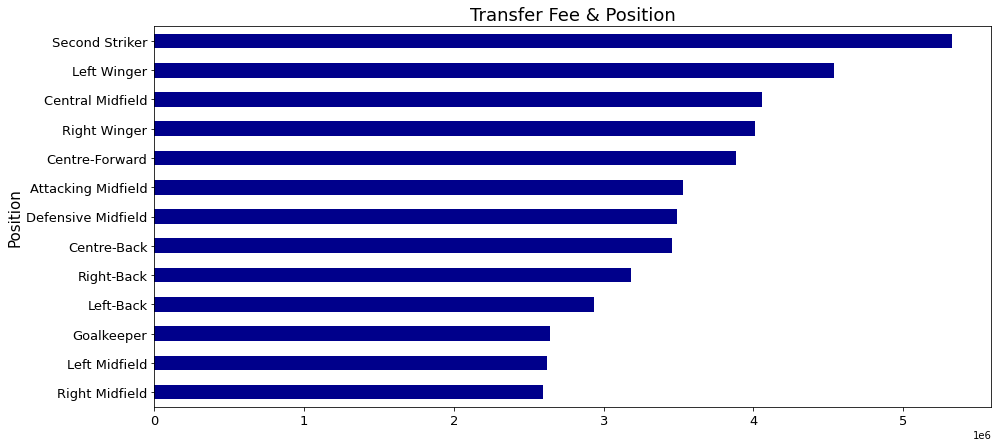 Transfer Fee & Position
Position
Second Striker
Left Winger
Central Midfield
Right Winger
Centre-Forward
Attacking Midfield
Defensive Midfield
Centre-Back
Right-Back
Left-Back
Goalkeeper
Left Midfield
Right Midfield
0 1 2 3 4 5
1e6